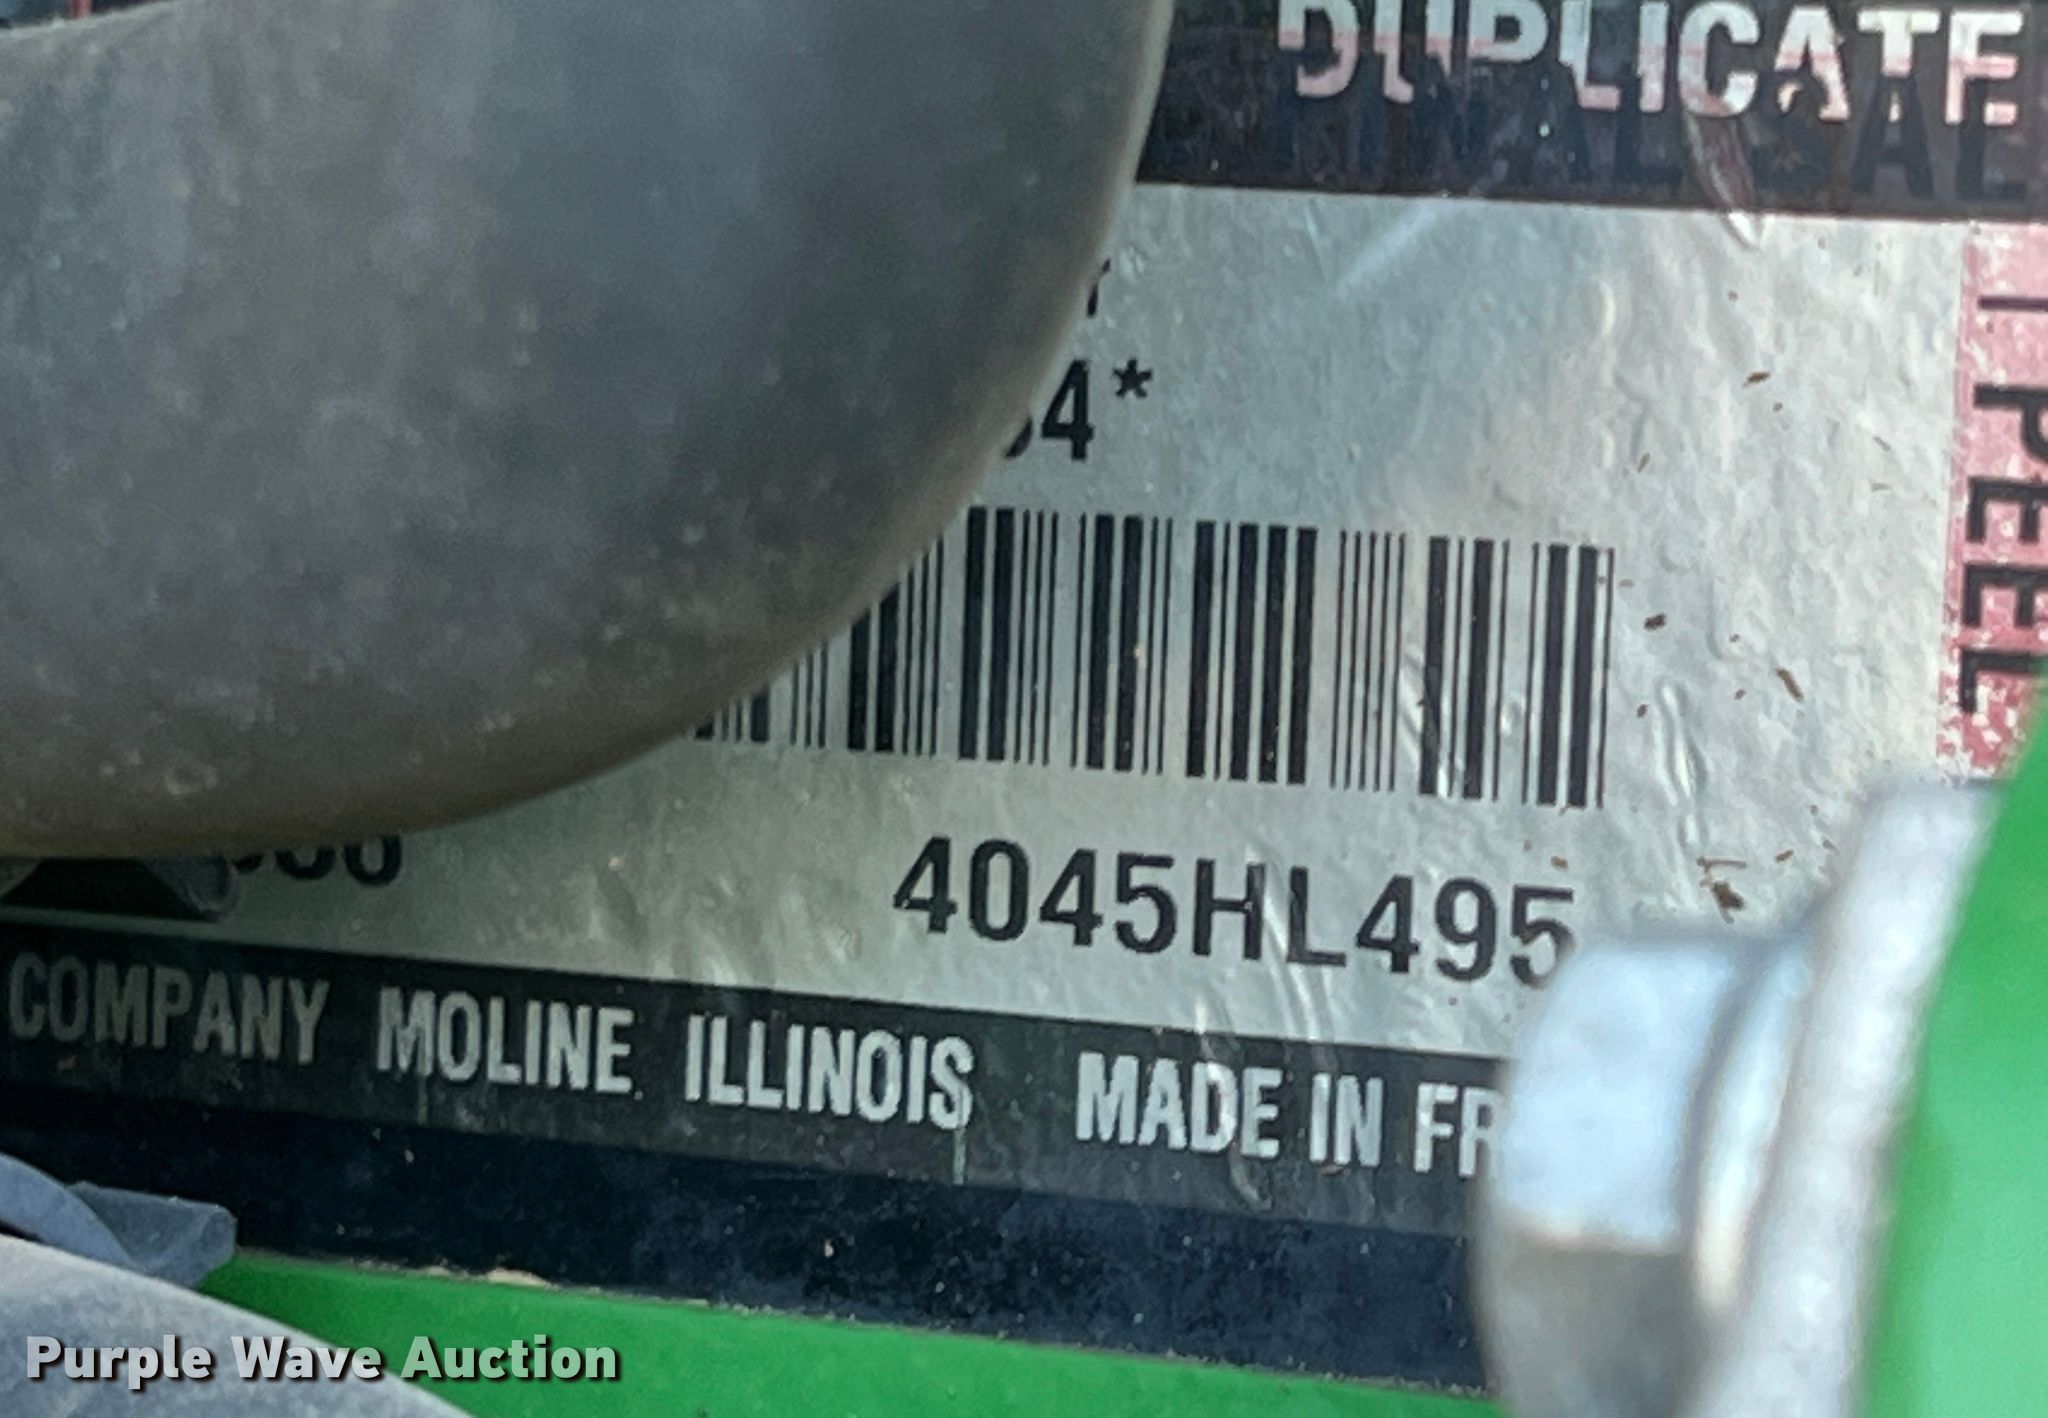 DUPLICATE
4*
PEEL
4045HL495
COMPANY MOLINE ILLINOIS MADE IN FR
Purple Wave Auction